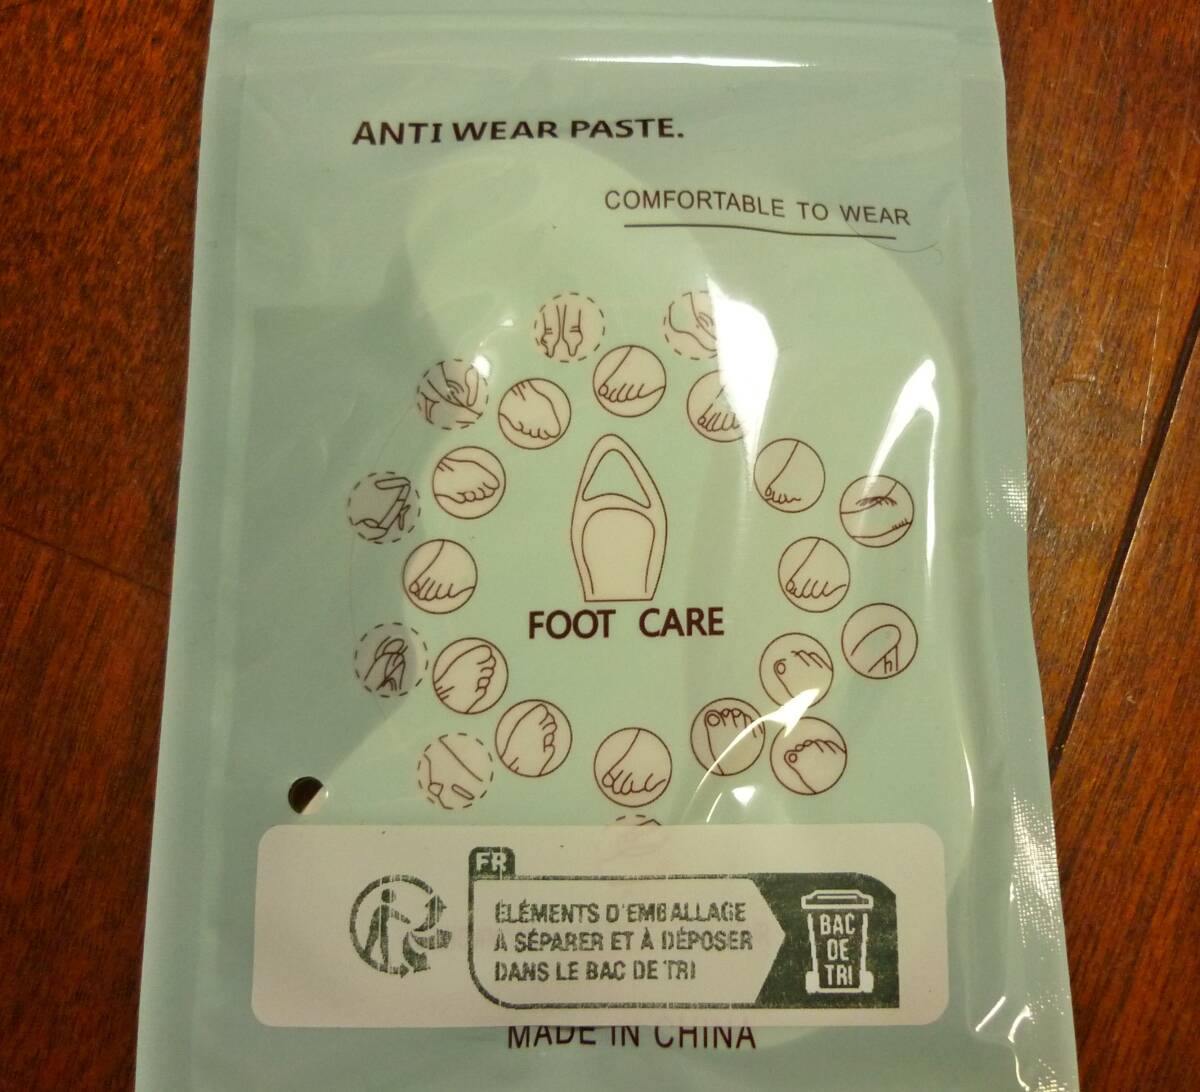 ANTI WEAR PASTE.
COMFORTABLE TO WEAR
FOOT CARE
FR
ÉLÉMENTS D'EMBALLAGE
À SÉPARER ET À DÉPOSER
DANS LE BAC DE TRI
BAC
DE
TRI
MADE IN CHINA